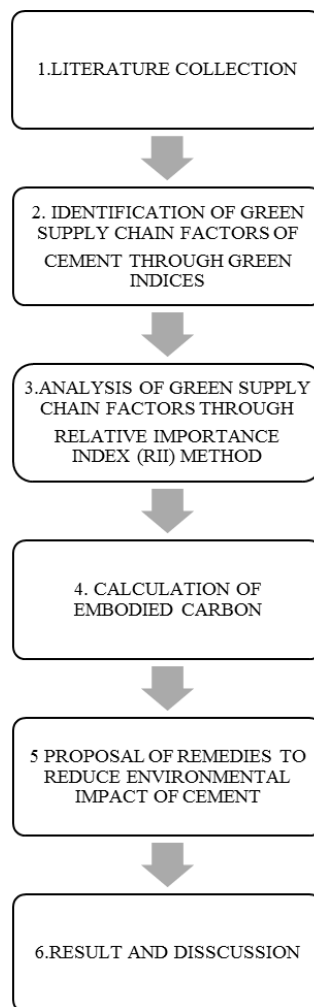 1.LITERATURE COLLECTION
2. IDENTIFICATION OF GREEN
SUPPLY CHAIN FACTORS OF
CEMENT THROUGH GREEN
INDICES
3.ANALYSIS OF GREEN SUPPLY
CHAIN FACTORS THROUGH
RELATIVE IMPORTANCE
INDEX (RII) METHOD
4. CALCULATION OF
EMBODIED CARBON
5 PROPOSAL OF REMEDIES TO
REDUCE ENVIRONMENTAL
IMPACT OF CEMENT
6.RESULT AND DISSCUSSION